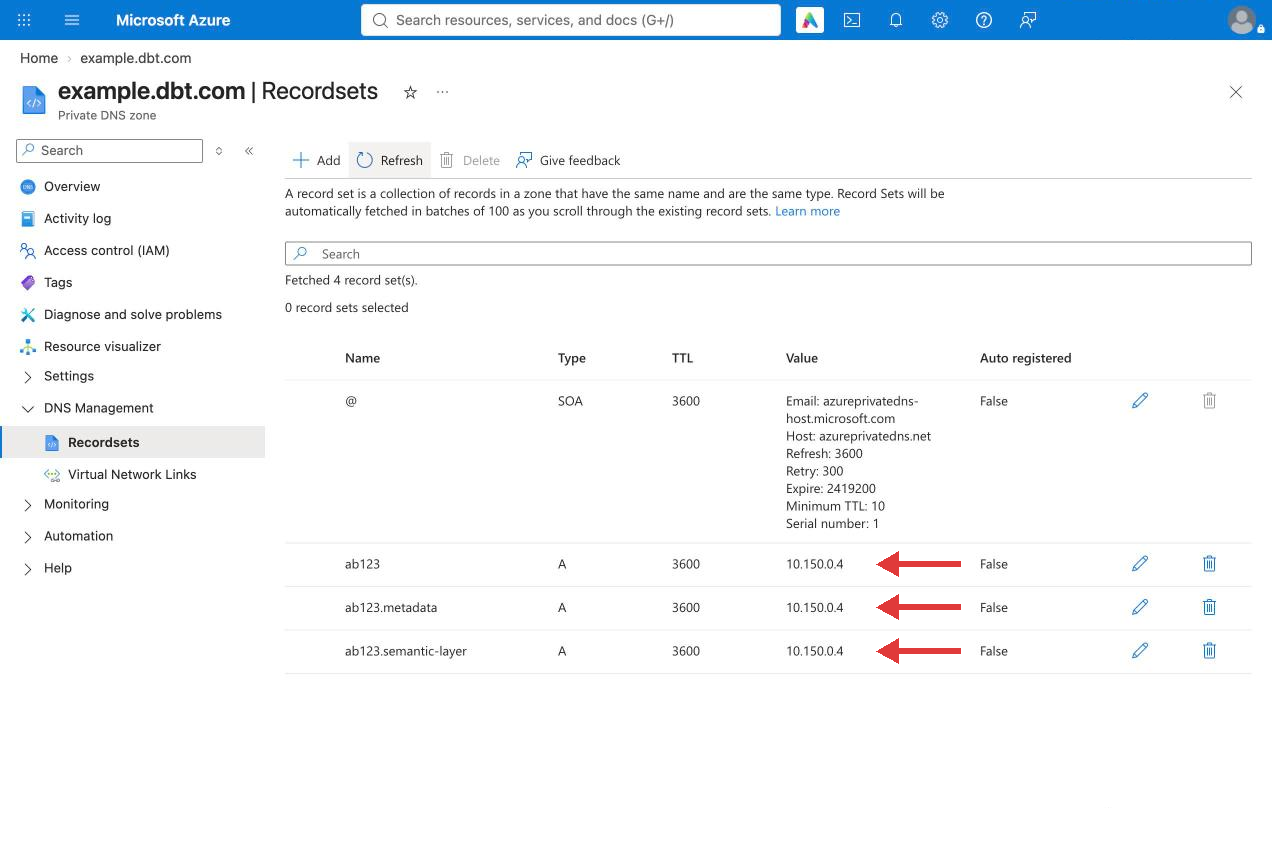 Microsoft Azure
Search resources, services, and docs (G+/)
Home > example.dbt.com
example.dbt.com | Recordsets
Private DNS zone
Search
Overview
Activity log
Access control (IAM)
Tags
Diagnose and solve problems
Resource visualizer
Settings
DNS Management
Recordsets
Virtual Network Links
Monitoring
Automation
Help
Add Refresh Delete Give feedback
A record set is a collection of records in a zone that have the same name and are the same type. Record Sets will be
automatically fetched in batches of 100 as you scroll through the existing record sets. Learn more
Search
Fetched 4 record set(s).
0 record sets selected
Name Type TTL Value Auto registered
@ SOA 3600 Email: azureprivatedns- False
host.microsoft.com
Host: azureprivatedns.net
Refresh: 3600
Retry: 300
Expire: 2419200
Minimum TTL: 10
Serial number: 1
ab123 A 3600 10.150.0.4 False
ab123.metadata A 3600 10.150.0.4 False
ab123.semantic-layer A 3600 10.150.0.4 False